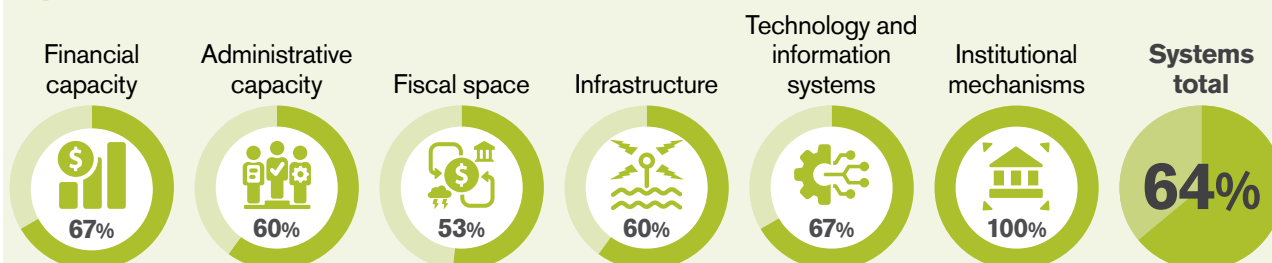 Financial
capacity
Administrative
capacity
Fiscal space
Infrastructure
Technology and
information
systems
Institutional
mechanisms
Systems
total
$
67%
60%
$
53%
60%
67%
100%
64%